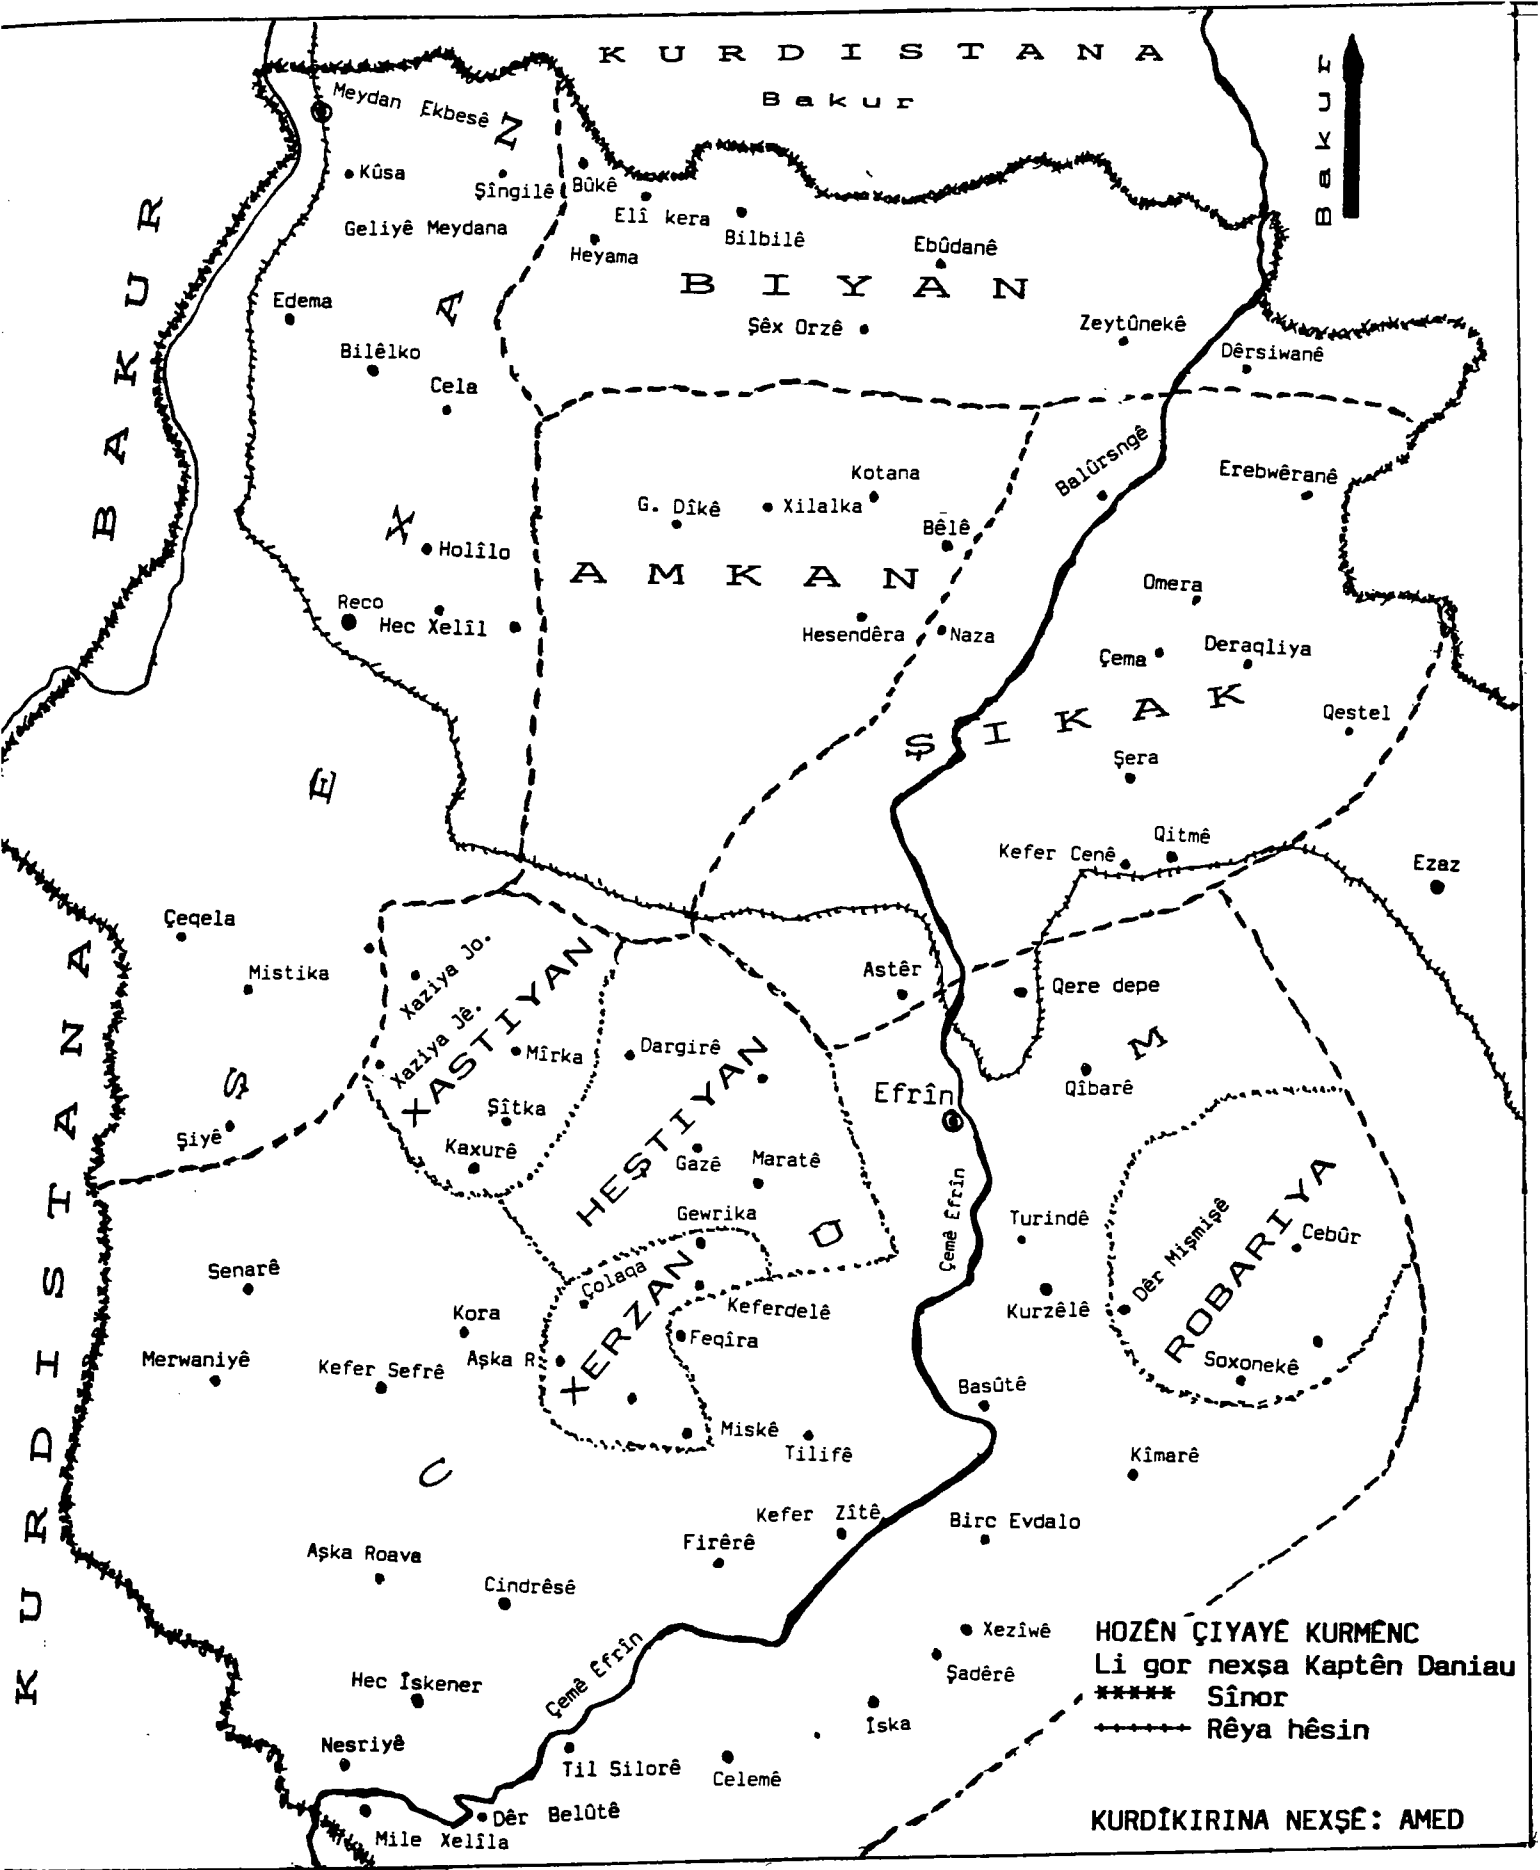 KURDISTANA
Bakur
Bakur
Meydan Ekbesê
Kûsa
Şîngilê
Bûkê
Elî kera
Bilbilê
Geliyê Meydana
Heyama
Ebûdanê
BIYAN
Edema
Şêx Orzê
Zeytûnekê
Dêrsiwanê
Bilêlko
Cela
BAKUR
Balûrsngê
Kotana
Erebwêranê
G. Dîkê
Xilalka
Bêlê
Holîlo
AMKAN
Omera
Reco
Hec Xelîl
Hesendêra
Naza
Çema
Deraqliya
ŞIKAK
Qestel
Şera
Qitmê
Kefer Cenê
Ezaz
Çeqela
Mistika
Xaziya Jo.
Xaziya Jê.
XASTIYAN
Astêr
Qere depe
Mîrka
Dargirê
Qîbarê
Şîtka
Efrîn
Şiyê
Kaxurê
HEŞTIYAN
Gazê
Maratê
Çemê Efrîn
Gewrika
Turindê
Dêr Mişmişê
Cebûr
ROBARIYA
Senarê
Çolaqa
XERZAN
Keferdelê
Kurzêlê
Kora
Feqîra
Merwaniyê
Kefer Sefrê
Aşka R
Soxonekê
Basûtê
Miskê
Tilifê
Kîmarê
Kefer Zîtê
Birc Evdalo
Firêrê
Aşka Roava
Cindrêsê
KURDISTANA
XEZ
Xezîwê
Şadêrê
Hec Îskener
Çemê Efrîn
Îska
Nesriyê
Til Silorê
Celemê
Dêr Belûtê
Mile Xelîla
ŞÊXAN
CÛM
HOZÊN ÇIYAYÊ KURMÊNC
Li gor nexşa Kaptên Daniau
Sînor
Rêya hêsin
KURDÎKIRINA NEXŞÊ: AMED